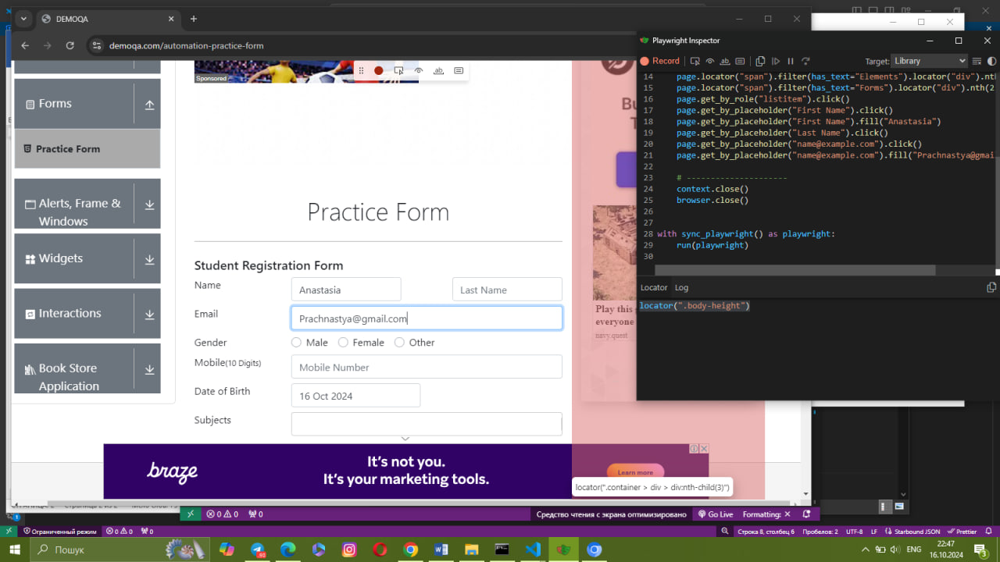 DEMOQA
demoqa.com/automation-practice-form
Sponsored
Forms
Practice Form
Alerts, Frame &
Windows
Widgets
Interactions
Book Store
Application
Practice Form
Student Registration Form
Name
Anastasia
Last Name
Email
Prachnastya@gmail.com
Gender
Male
Female
Other
Mobile(10 Digits)
Mobile Number
Date of Birth
16 Oct 2024
Subjects
Play this
everyone
navy.quest
braze
It's not you.
It's your marketing tools.
Learn more
locator(".container > div > div:nth-child(3)")
Playwright Inspector
Record
Target:
Library
14 page.locator("span").filter(has_text="Elements").locator("div").nth
15 page.locator("span").filter(has_text="Forms").locator("div").nth(2
16 page.get_by_role("listitem").click()
17 page.get_by_placeholder("First Name").click()
18 page.get_by_placeholder("First Name").fill("Anastasia")
19 page.get_by_placeholder("Last Name").click()
20 page.get_by_placeholder("name@example.com").click()
21 page.get_by_placeholder("name@example.com").fill("Prachnastya@gmai
22
23 # ---------------------
24 context.close()
25 browser.close()
26
27
28 with sync_playwright() as playwright:
29 run(playwright)
30
Locator
Log
locator(".body-height")
0 0 0
Средство чтения с экрана оптимизировано
Go Live
Formatting:
Ограниченный режим
0 0 0
Строка 8, столбец 6
Пробелов: 2
UTF-8
LF
Starbound JSON
Prettier
Пошук
.90
ENG
22:47
16.10.2024
3